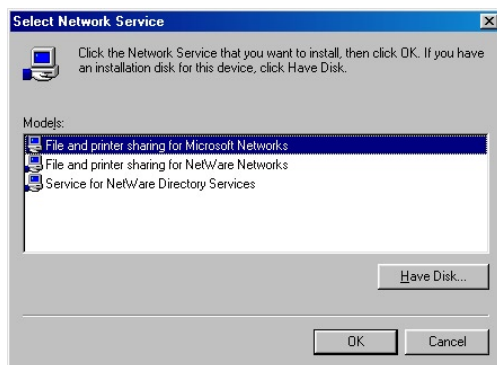 Select Network Service
Click the Network Service that you want to install, then click OK. If you have
an installation disk for this device, click Have Disk.
Models:
File and printer sharing for Microsoft Networks
File and printer sharing for NetWare Networks
Service for NetWare Directory Services
Have Disk...
OK
Cancel